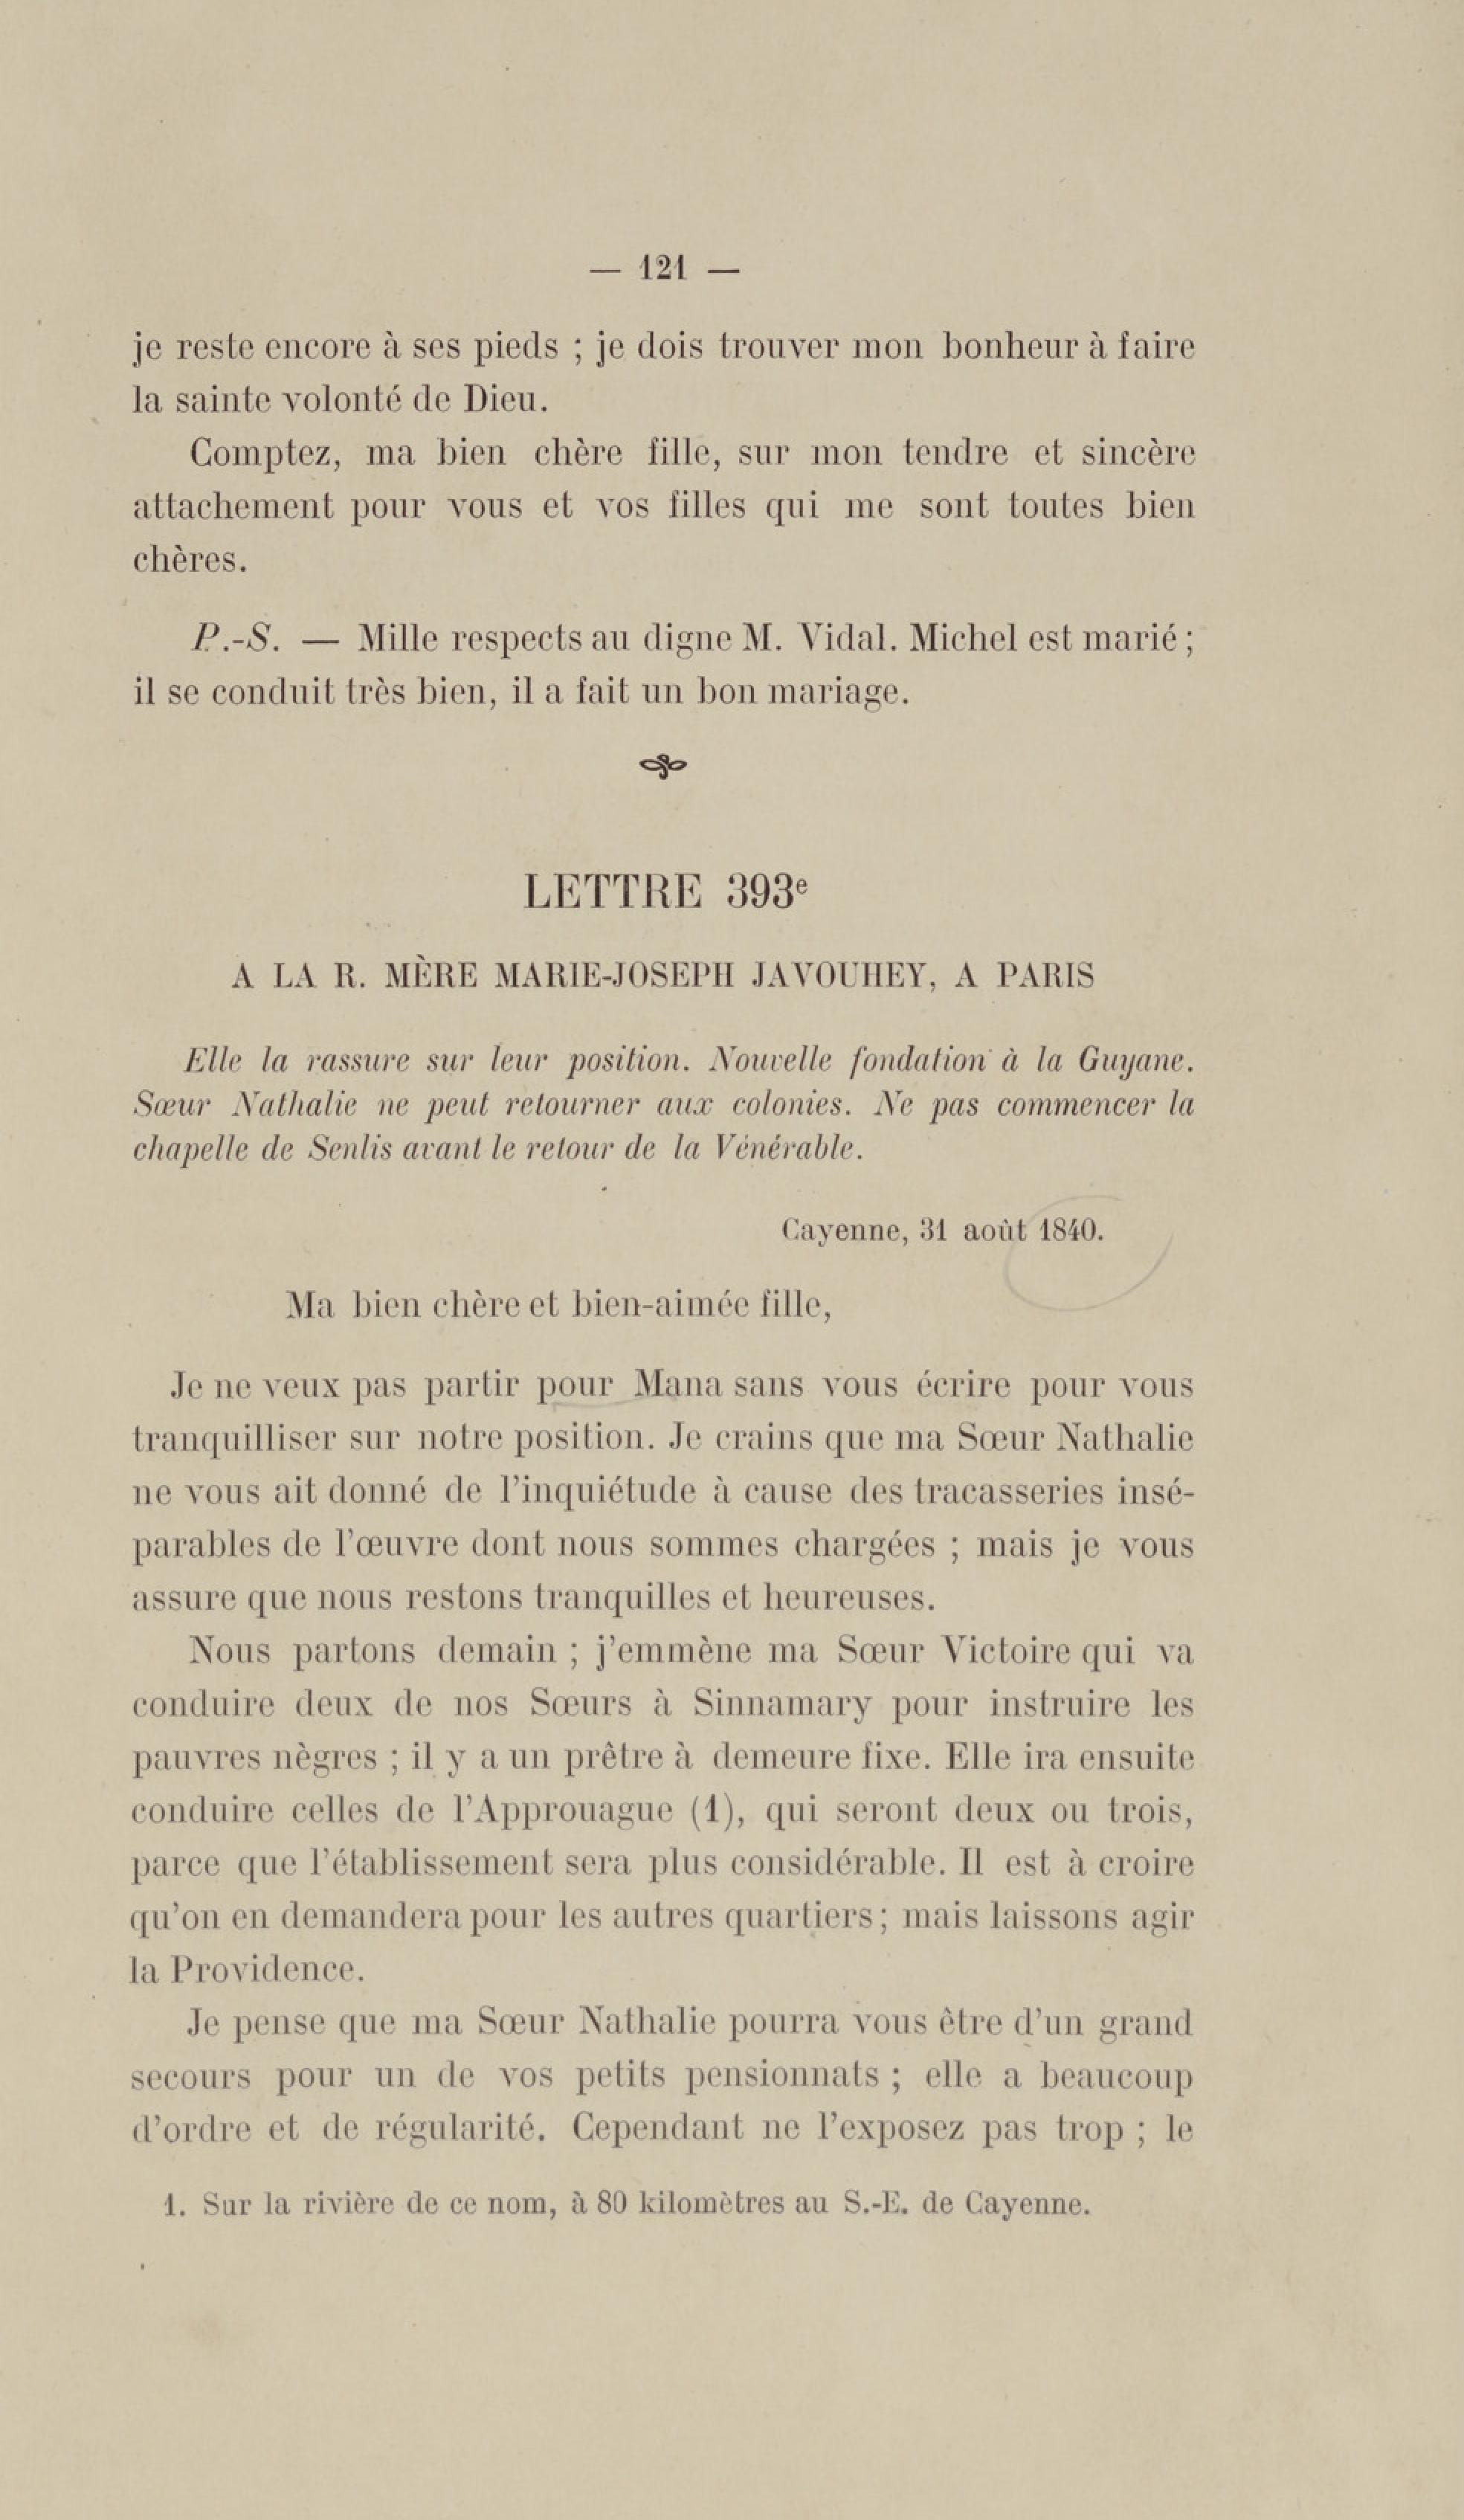 — 121 —
je reste encore à ses pieds ; je dois trouver mon bonheur à faire
la sainte volonté de Dieu.
Comptez, ma bien chère fille, sur mon tendre et sincère
attachement pour vous et vos filles qui me sont toutes bien
chères.
P.-S. — Mille respects au digne M. Vidal. Michel est marié ;
il se conduit très bien, il a fait un bon mariage.
LETTRE 393e
A LA R. MÈRE MARIE-JOSEPH JAVOUHEY, A PARIS
Elle la rassure sur leur position. Nouvelle fondation à la Guyane.
Sœur Nathalie ne peut retourner aux colonies. Ne pas commencer la
chapelle de Senlis avant le retour de la Vénérable.
Cayenne, 31 août 1840.
Ma bien chère et bien-aimée fille,
Je ne veux pas partir pour Mana sans vous écrire pour vous
tranquilliser sur notre position. Je crains que ma Sœur Nathalie
ne vous ait donné de l'inquiétude à cause des tracasseries insé-
parables de l'œuvre dont nous sommes chargées ; mais je vous
assure que nous restons tranquilles et heureuses.
Nous partons demain ; j'emmène ma Sœur Victoire qui va
conduire deux de nos Sœurs à Sinnamary pour instruire les
pauvres nègres ; il y a un prêtre à demeure fixe. Elle ira ensuite
conduire celles de l'Approuague (1), qui seront deux ou trois,
parce que l'établissement sera plus considérable. Il est à croire
qu'on en demandera pour les autres quartiers ; mais laissons agir
la Providence.
Je pense que ma Sœur Nathalie pourra vous être d'un grand
secours pour un de vos petits pensionnats ; elle a beaucoup
d'ordre et de régularité. Cependant ne l'exposez pas trop ; le
1. Sur la rivière de ce nom, à 80 kilomètres au S.-E. de Cayenne.